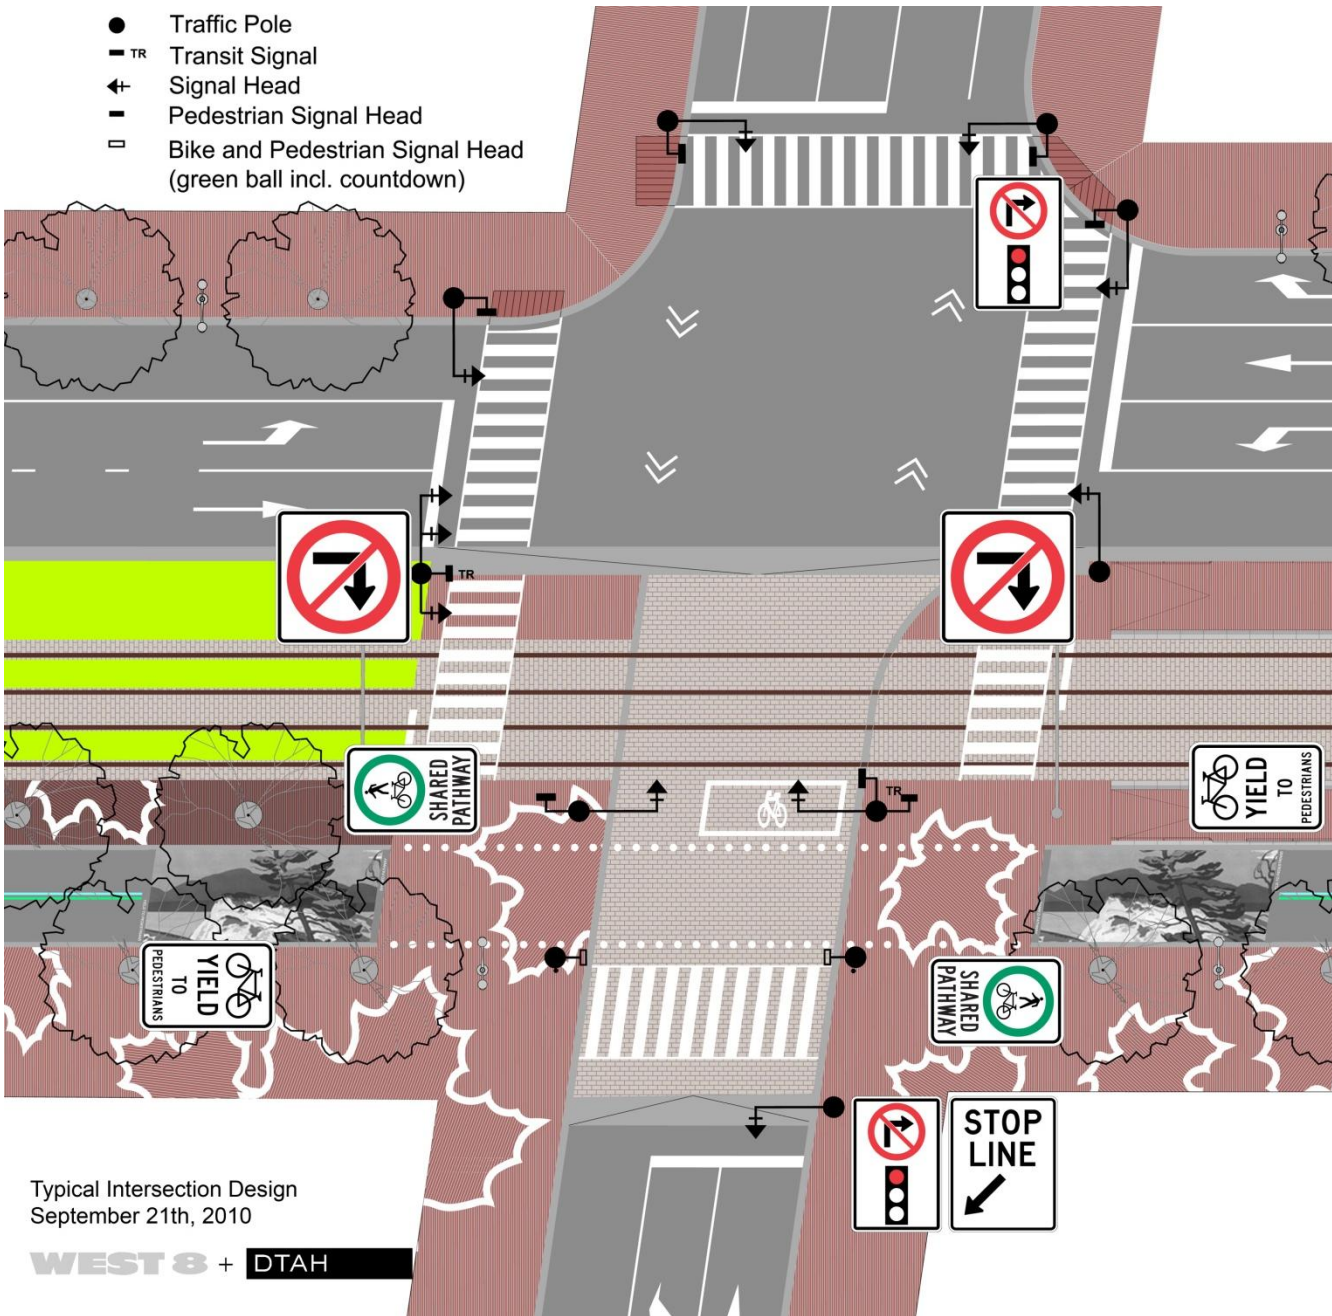 Traffic Pole
TR Transit Signal
Signal Head
Pedestrian Signal Head
Bike and Pedestrian Signal Head
(green ball incl. countdown)
TR
SHARED
PATHWAY
TR
YIELD
TO
PEDESTRIANS
YIELD
TO
PEDESTRIANS
SHARED
PATHWAY
STOP
LINE
Typical Intersection Design
September 21th, 2010
WEST 8 + DTAH